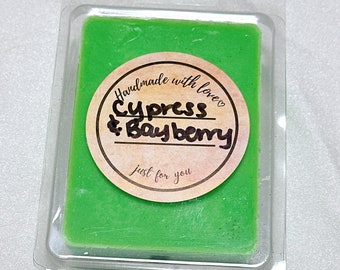 Handmade with love♡
Cypress
& Bayberry
just for you